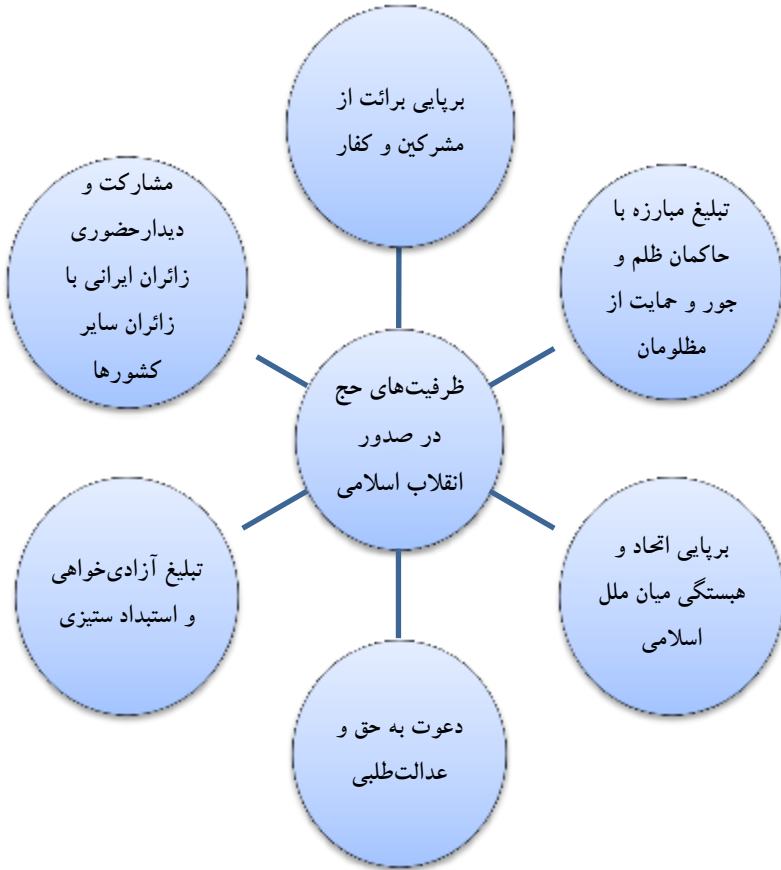 برپایی برائت از
مشرکین و کفار
تبلیغ مبارزه با
حاکمان ظلم و
جور و حمایت از
مظلومان
مشارکت و
دیدارحضوری
زائران ایرانی با
زائران سایر
کشورها
ظرفیت‌های حج
در صدور
انقلاب اسلامی
برپایی اتحاد و
هبستگی میان ملل
اسلامی
تبلیغ آزادی‌خواهی
و استبداد ستیزی
دعوت به حق و
عدالت‌طلبی